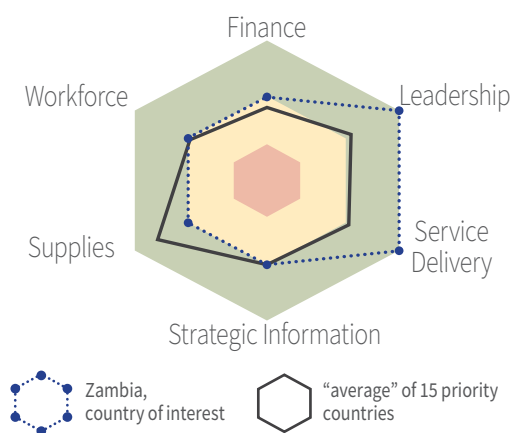 Finance
Workforce
Leadership
Supplies
Service
Delivery
Strategic Information
Zambia,
country of interest
“average” of 15 priority
countries